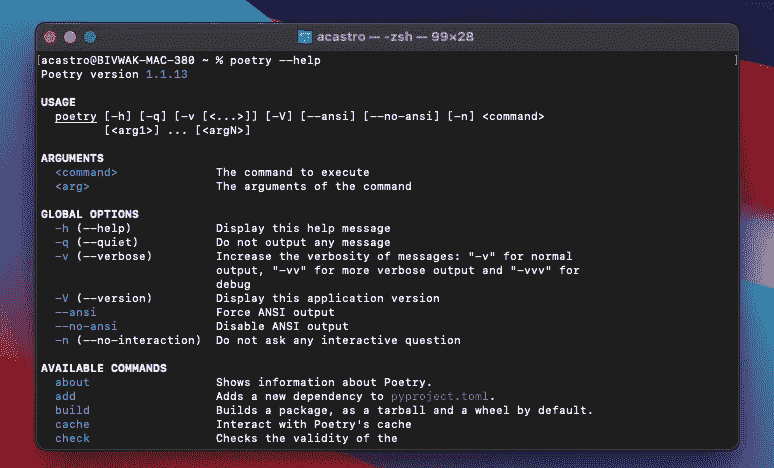 acastro — -zsh — 99×28
[acastro@BIVWAK-MAC-380 ~ % poetry --help ]
Poetry version 1.1.13
USAGE
poetry [-h] [-q] [-v [<...>]] [-V] [--ansi] [--no-ansi] [-n] <command>
[<arg1>] ... [<argN>]
ARGUMENTS
<command> The command to execute
<arg> The arguments of the command
GLOBAL OPTIONS
-h (--help) Display this help message
-q (--quiet) Do not output any message
-v (--verbose) Increase the verbosity of messages: "-v" for normal
output, "-vv" for more verbose output and "-vvv" for
debug
-V (--version) Display this application version
--ansi Force ANSI output
--no-ansi Disable ANSI output
-n (--no-interaction) Do not ask any interactive question
AVAILABLE COMMANDS
about Shows information about Poetry.
add Adds a new dependency to pyproject.toml.
build Builds a package, as a tarball and a wheel by default.
cache Interact with Poetry's cache
check Checks the validity of the